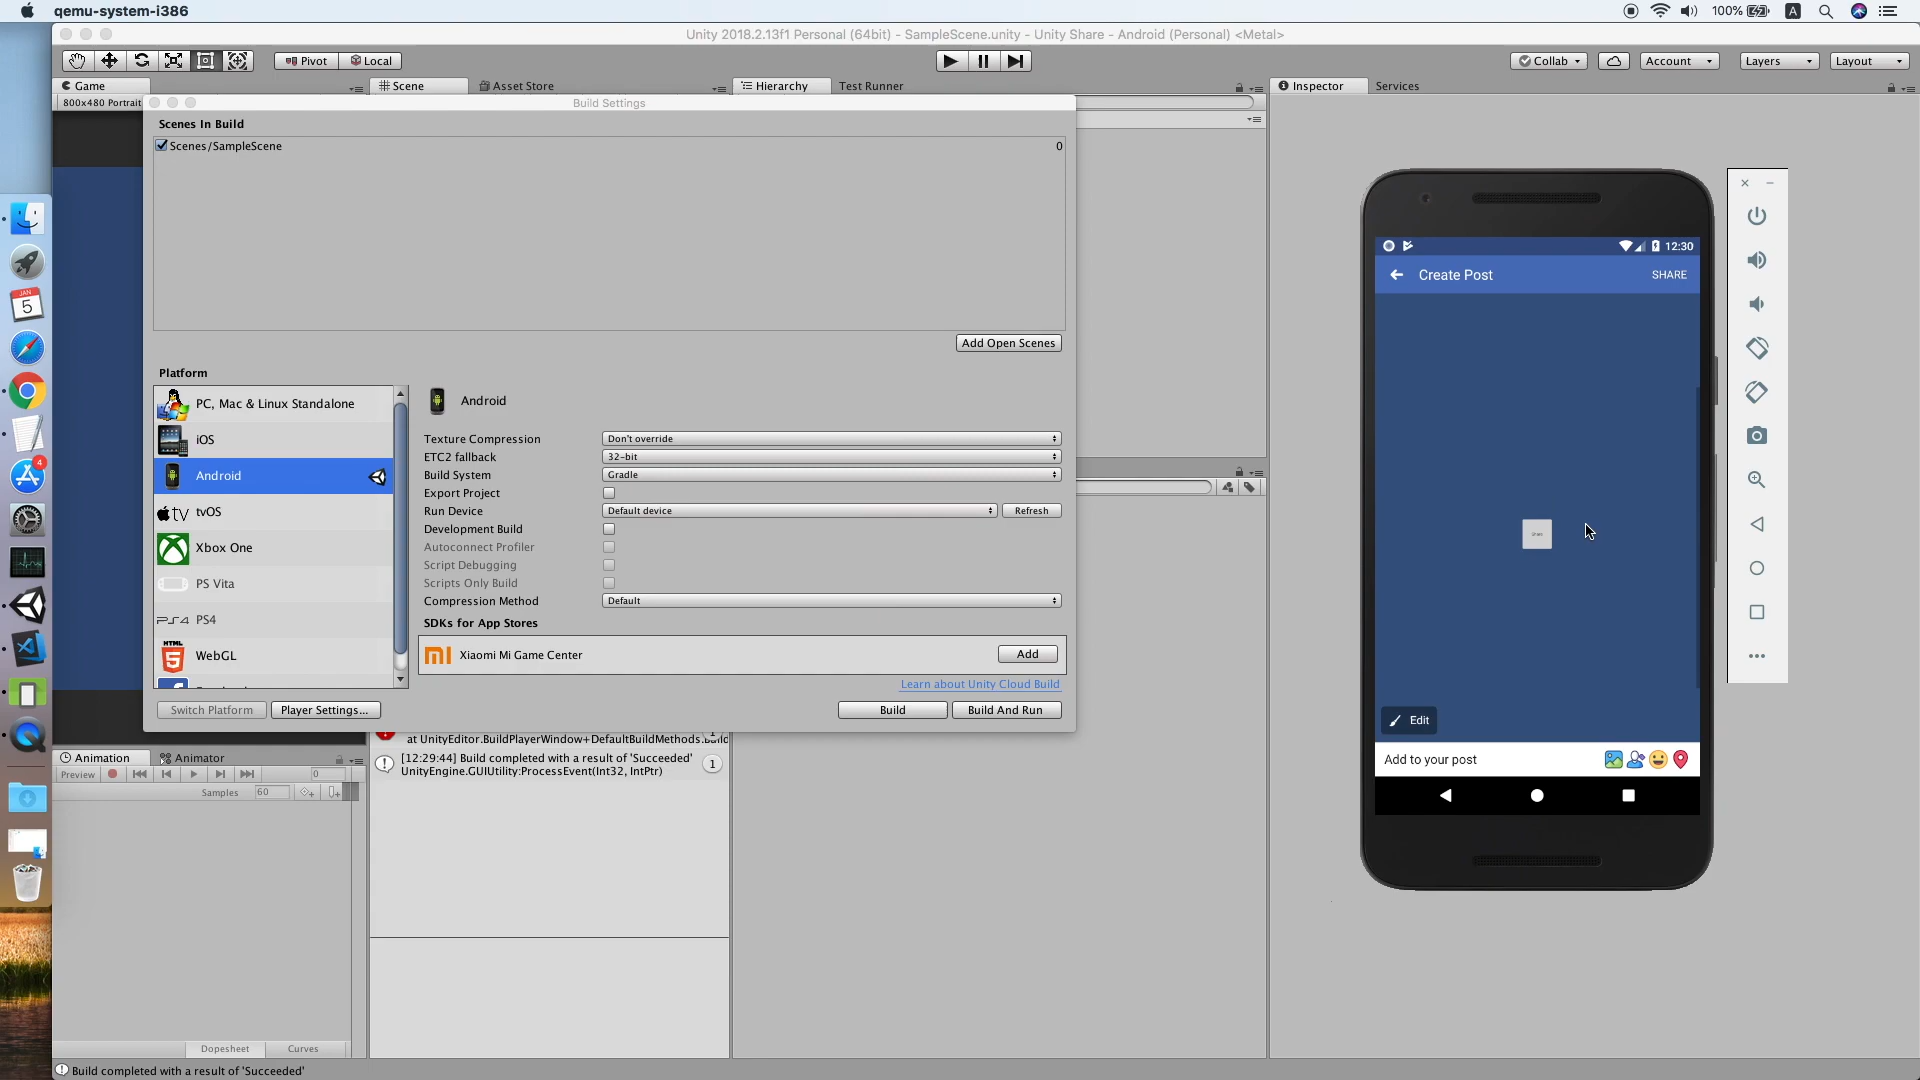 qemu-system-i386
100%
A
Unity 2018.2.13f1 Personal (64bit) - SampleScene.unity - Unity Share - Android (Personal) <Metal>
Pivot
Local
Collab
Account
Layers
Layout
Game
Scene
Asset Store
Hierarchy
Test Runner
Inspector
Services
800x480 Portrait
Build Settings
Scenes In Build
Scenes/SampleScene
0
Add Open Scenes
Platform
PC, Mac & Linux Standalone
iOS
Android
tvOS
Xbox One
PS Vita
PS4
WebGL
Android
Texture Compression
Don't override
ETC2 fallback
32-bit
Build System
Gradle
Export Project
Run Device
Default device
Refresh
Development Build
Autoconnect Profiler
Script Debugging
Scripts Only Build
Compression Method
Default
SDKs for App Stores
Xiaomi Mi Game Center
Add
Learn about Unity Cloud Build
Switch Platform
Player Settings...
Build
Build And Run
at UnityEditor.BuildPlayerWindow+DefaultBuildMethods.Build
[12:29:44] Build completed with a result of 'Succeeded'
UnityEngine.GUIUtility:ProcessEvent(Int32, IntPtr)
1
Animation
Animator
Preview
0
Samples
60
Dopesheet
Curves
Build completed with a result of 'Succeeded'
JAN
5
4
12:30
Create Post
SHARE
Edit
Add to your post